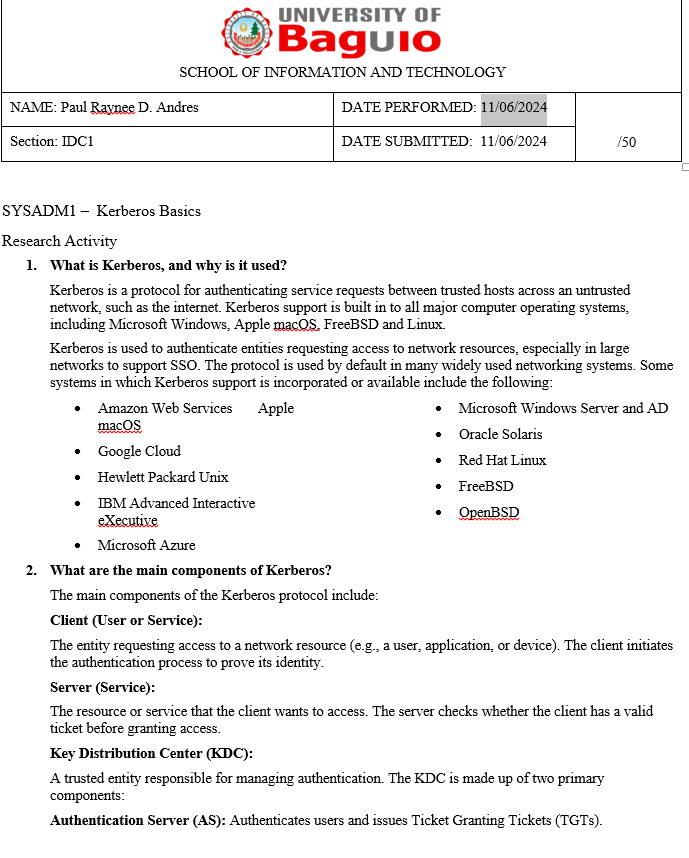 UNIVERSITY OF
Baguio
SCHOOL OF INFORMATION AND TECHNOLOGY
NAME: Paul Raynee D. Andres
DATE PERFORMED: 11/06/2024
Section: IDC1
DATE SUBMITTED: 11/06/2024
/50
SYSADM1 – Kerberos Basics
Research Activity
1. What is Kerberos, and why is it used?
Kerberos is a protocol for authenticating service requests between trusted hosts across an untrusted
network, such as the internet. Kerberos support is built in to all major computer operating systems,
including Microsoft Windows, Apple macOS, FreeBSD and Linux.
Kerberos is used to authenticate entities requesting access to network resources, especially in large
networks to support SSO. The protocol is used by default in many widely used networking systems. Some
systems in which Kerberos support is incorporated or available include the following:
• Amazon Web Services Apple
macOS
• Google Cloud
• Hewlett Packard Unix
• IBM Advanced Interactive
eXecutive
• Microsoft Azure
• Microsoft Windows Server and AD
• Oracle Solaris
• Red Hat Linux
• FreeBSD
• OpenBSD
2. What are the main components of Kerberos?
The main components of the Kerberos protocol include:
Client (User or Service):
The entity requesting access to a network resource (e.g., a user, application, or device). The client initiates
the authentication process to prove its identity.
Server (Service):
The resource or service that the client wants to access. The server checks whether the client has a valid
ticket before granting access.
Key Distribution Center (KDC):
A trusted entity responsible for managing authentication. The KDC is made up of two primary
components:
Authentication Server (AS): Authenticates users and issues Ticket Granting Tickets (TGTs).